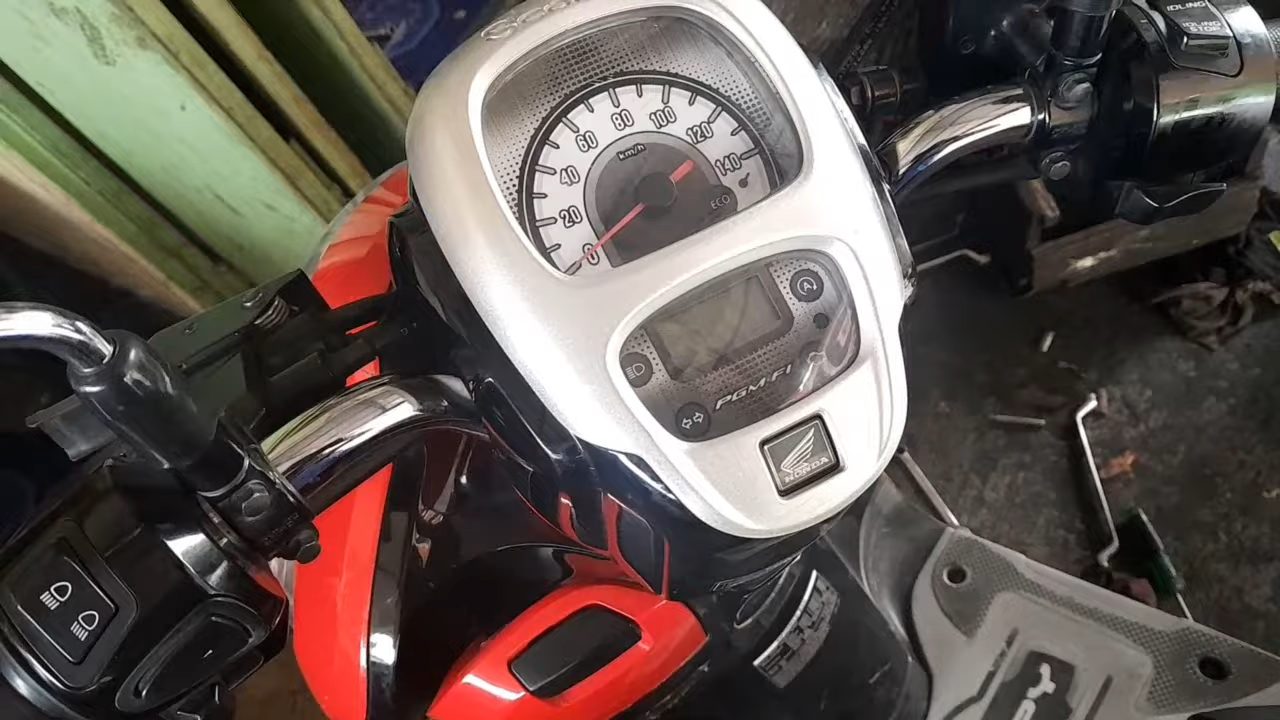 IDLING
IDLING
STOP
0
20
40
60
80
100
120
140
km/h
ECO
A
PGM-FI
HONDA